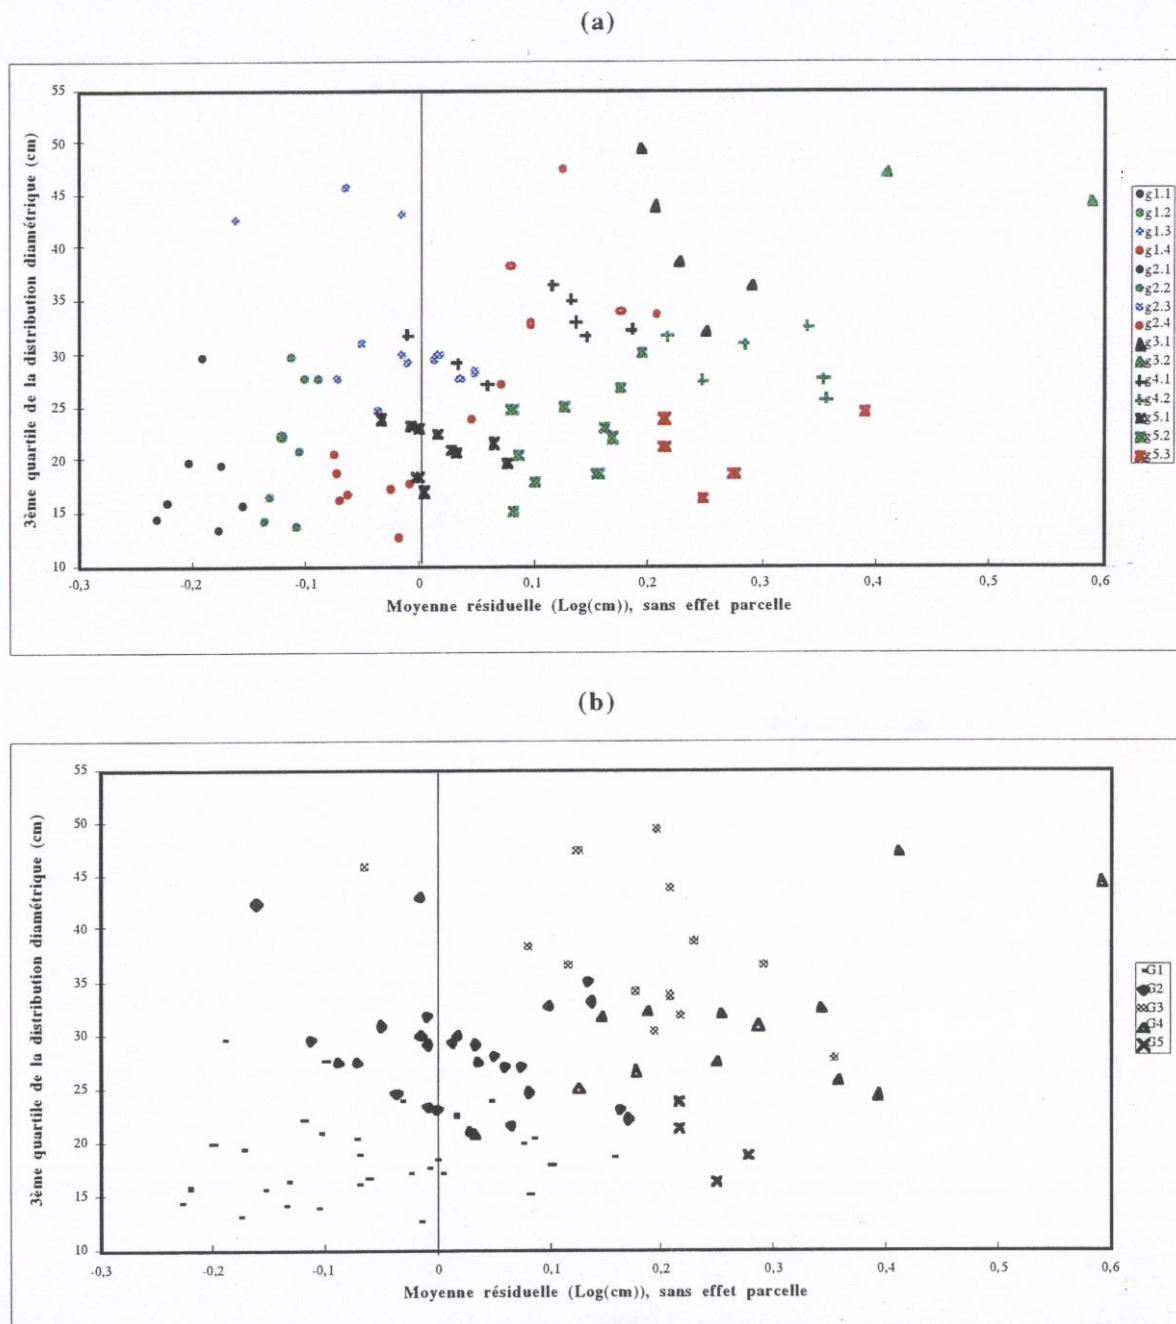 (a)
3ème quartile de la distribution diamétrique (cm)
55
50
45
40
35
30
25
20
15
10
-0,3
-0,2
-0,1
0
0,1
0,2
0,3
0,4
0,5
0,6
Moyenne résiduelle (Log(cm)), sans effet parcelle
g1.1
g1.2
g1.3
g1.4
g2.1
g2.2
g2.3
g2.4
g3.1
g3.2
g4.1
g4.2
g5.1
g5.2
g5.3
(b)
3ème quartile de la distribution diamétrique (cm)
55
50
45
40
35
30
25
20
15
10
-0,3
-0,2
-0,1
0
0,1
0,2
0,3
0,4
0,5
0,6
Moyenne résiduelle (Log(cm)), sans effet parcelle
G1
G2
G3
G4
G5